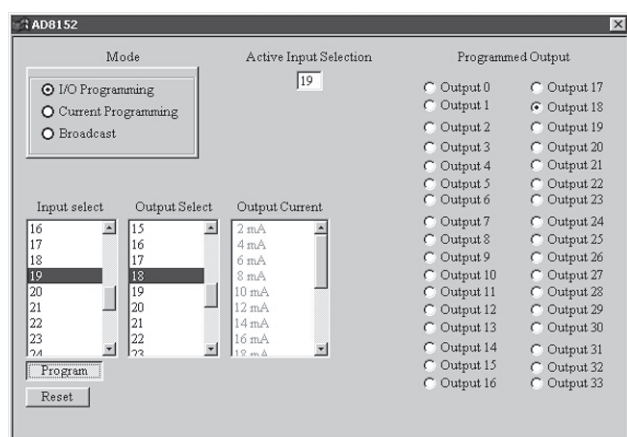 AD8152
Mode
I/O Programming
Current Programming
Broadcast
Active Input Selection
19
Programmed Output
Output 0
Output 1
Output 2
Output 3
Output 4
Output 5
Output 6
Output 7
Output 8
Output 9
Output 10
Output 11
Output 12
Output 13
Output 14
Output 15
Output 16
Output 17
Output 18
Output 19
Output 20
Output 21
Output 22
Output 23
Output 24
Output 25
Output 26
Output 27
Output 28
Output 29
Output 30
Output 31
Output 32
Output 33
Input select
16
17
18
19
20
21
22
23
24
Output Select
15
16
17
18
19
20
21
22
23
Output Current
2 mA
4 mA
6 mA
8 mA
10 mA
12 mA
14 mA
16 mA
18 mA
Program
Reset